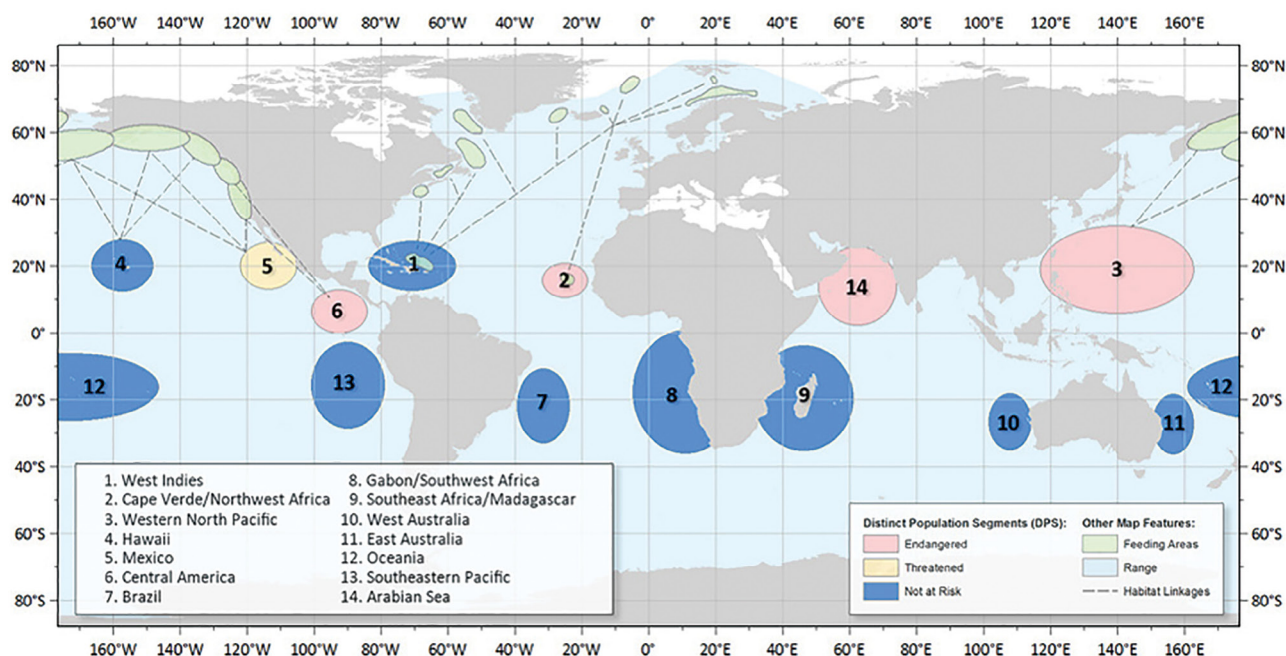 160°W 140°W 120°W 100°W 80°W 60°W 40°W 20°W 0° 20°E 40°E 60°E 80°E 100°E 120°E 140°E 160°E
80°N 80°N
60°N 60°N
40°N 40°N
20°N 4 5 1 2 14 3 20°N
6
0° 0°
12 13 7 8 9 12
20°S 20°S
10 11
40°S 40°S
60°S 60°S
80°S 80°S
1. West Indies
2. Cape Verde/Northwest Africa
3. Western North Pacific
4. Hawaii
5. Mexico
6. Central America
7. Brazil
8. Gabon/Southwest Africa
9. Southeast Africa/Madagascar
10. West Australia
11. East Australia
12. Oceania
13. Southeastern Pacific
14. Arabian Sea
Distinct Population Segments (DPS):
Endangered
Threatened
Not at Risk
Other Map Features:
Feeding Areas
Range
Habitat Linkages
160°W 140°W 120°W 100°W 80°W 60°W 40°W 20°W 0° 20°E 40°E 60°E 80°E 100°E 120°E 140°E 160°E